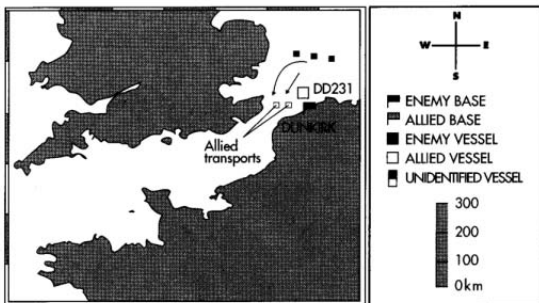 DD231
DUNKIRK
Allied
transports
N
W
E
S
ENEMY BASE
ALLIED BASE
ENEMY VESSEL
ALLIED VESSEL
UNIDENTIFIED VESSEL
300
200
100
0km